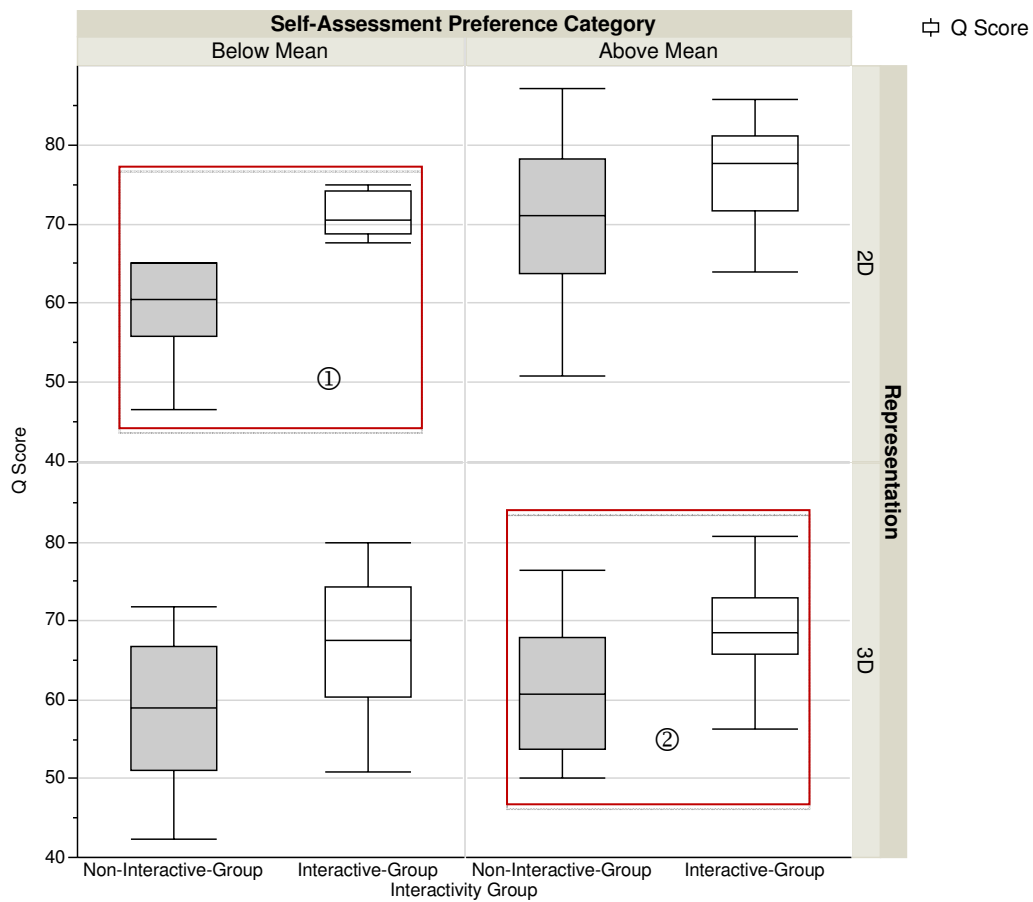 Self-Assessment Preference Category
Q Score
Below Mean
Above Mean
80
70
60
50
40
2D
①
Q Score
Representation
80
70
60
50
40
3D
②
Non-Interactive-Group
Interactive-Group
Non-Interactive-Group
Interactive-Group
Interactivity Group